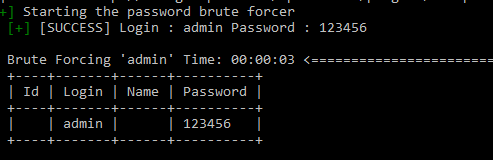 +] Starting the password brute forcer
[+] [SUCCESS] Login : admin Password : 123456
Brute Forcing 'admin' Time: 00:00:03 <=======================
+----+-------+------+----------+
| Id | Login | Name | Password |
+----+-------+------+----------+
|    | admin |      | 123456   |
+----+-------+------+----------+